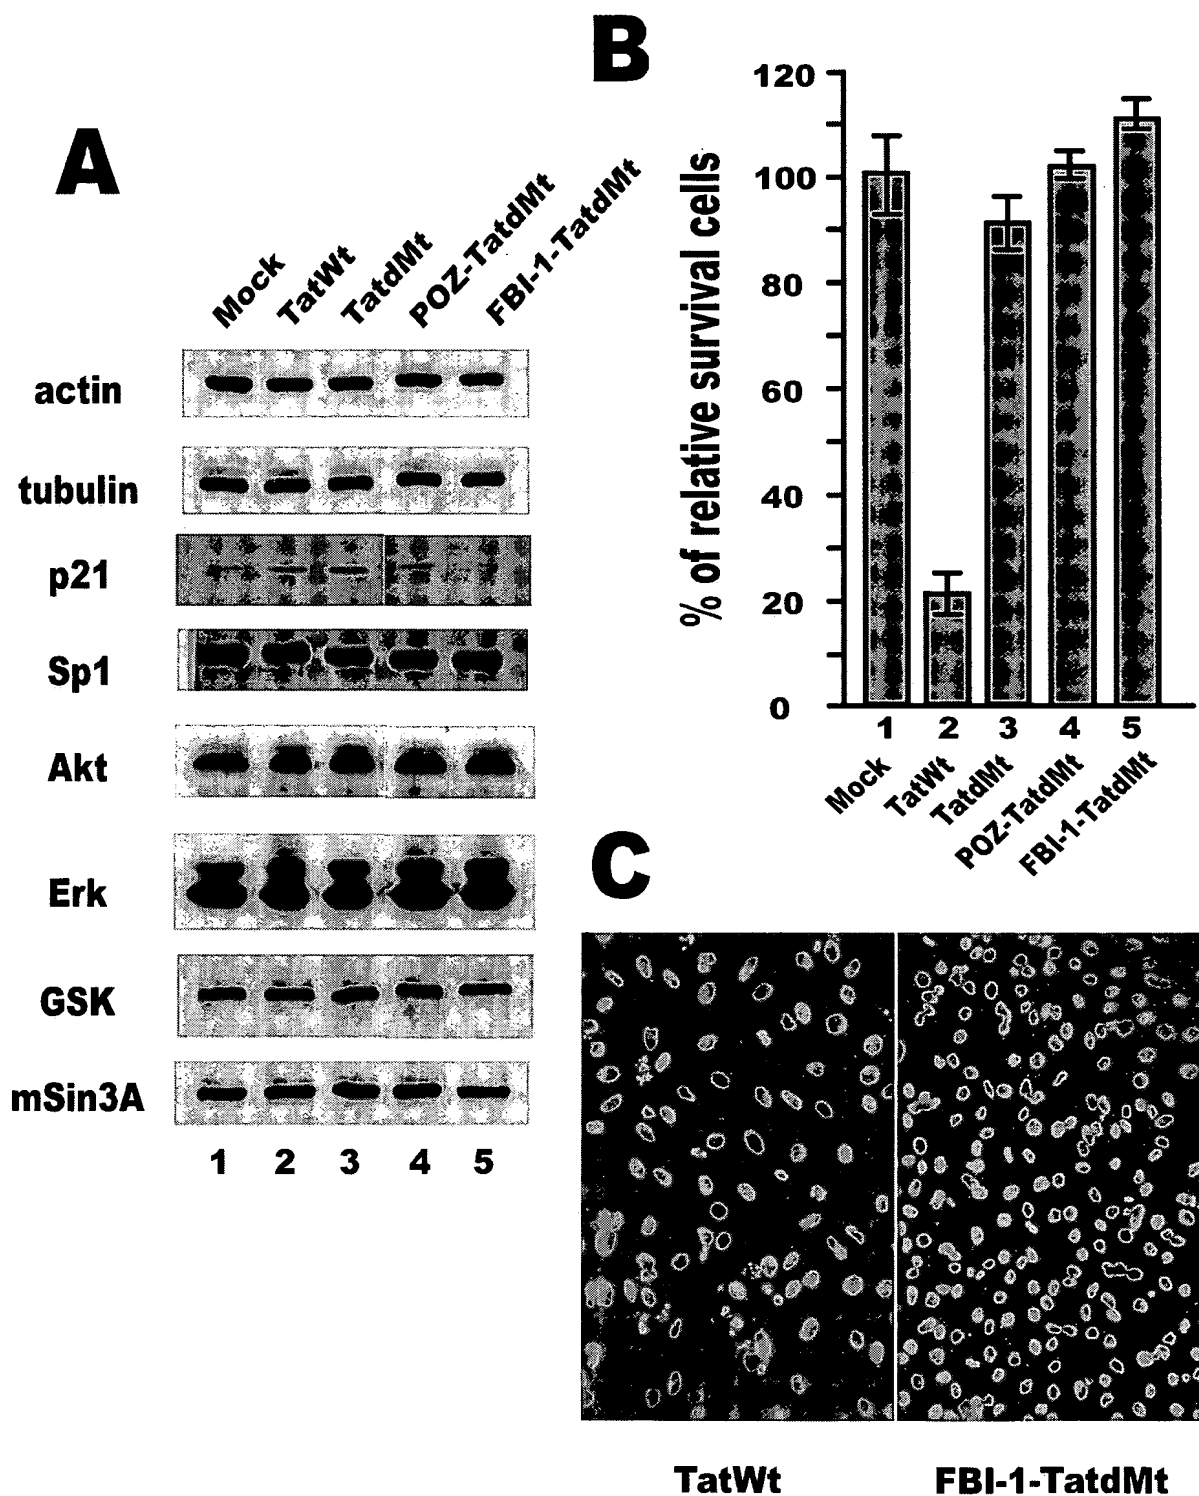 A
Mock
TatWt
TatdMt
POZ-TatdMt
FBI-1-TatdMt
actin
tubulin
p21
Sp1
Akt
Erk
GSK
mSin3A
1 2 3 4 5
B
% of relative survival cells
120
100
80
60
40
20
0
1 2 3 4 5
Mock
TatWt
TatdMt
POZ-TatdMt
FBI-1-TatdMt
C
TatWt
FBI-1-TatdMt